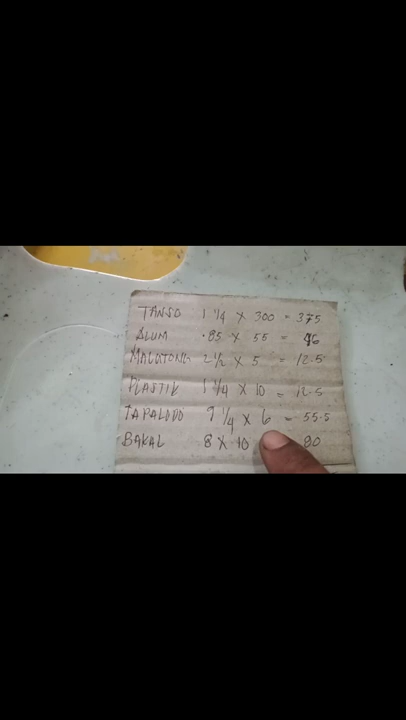 TANSO 1 1/4 X 300 = 375
ALUM .85 X 55 = 46
MALUTONG 2 1/2 X 5 = 12.5
PLASTIK 1 1/4 X 10 = 12.5
TAPALODO 9 1/4 X 6 = 55.5
BAKAL 8 X 10 80